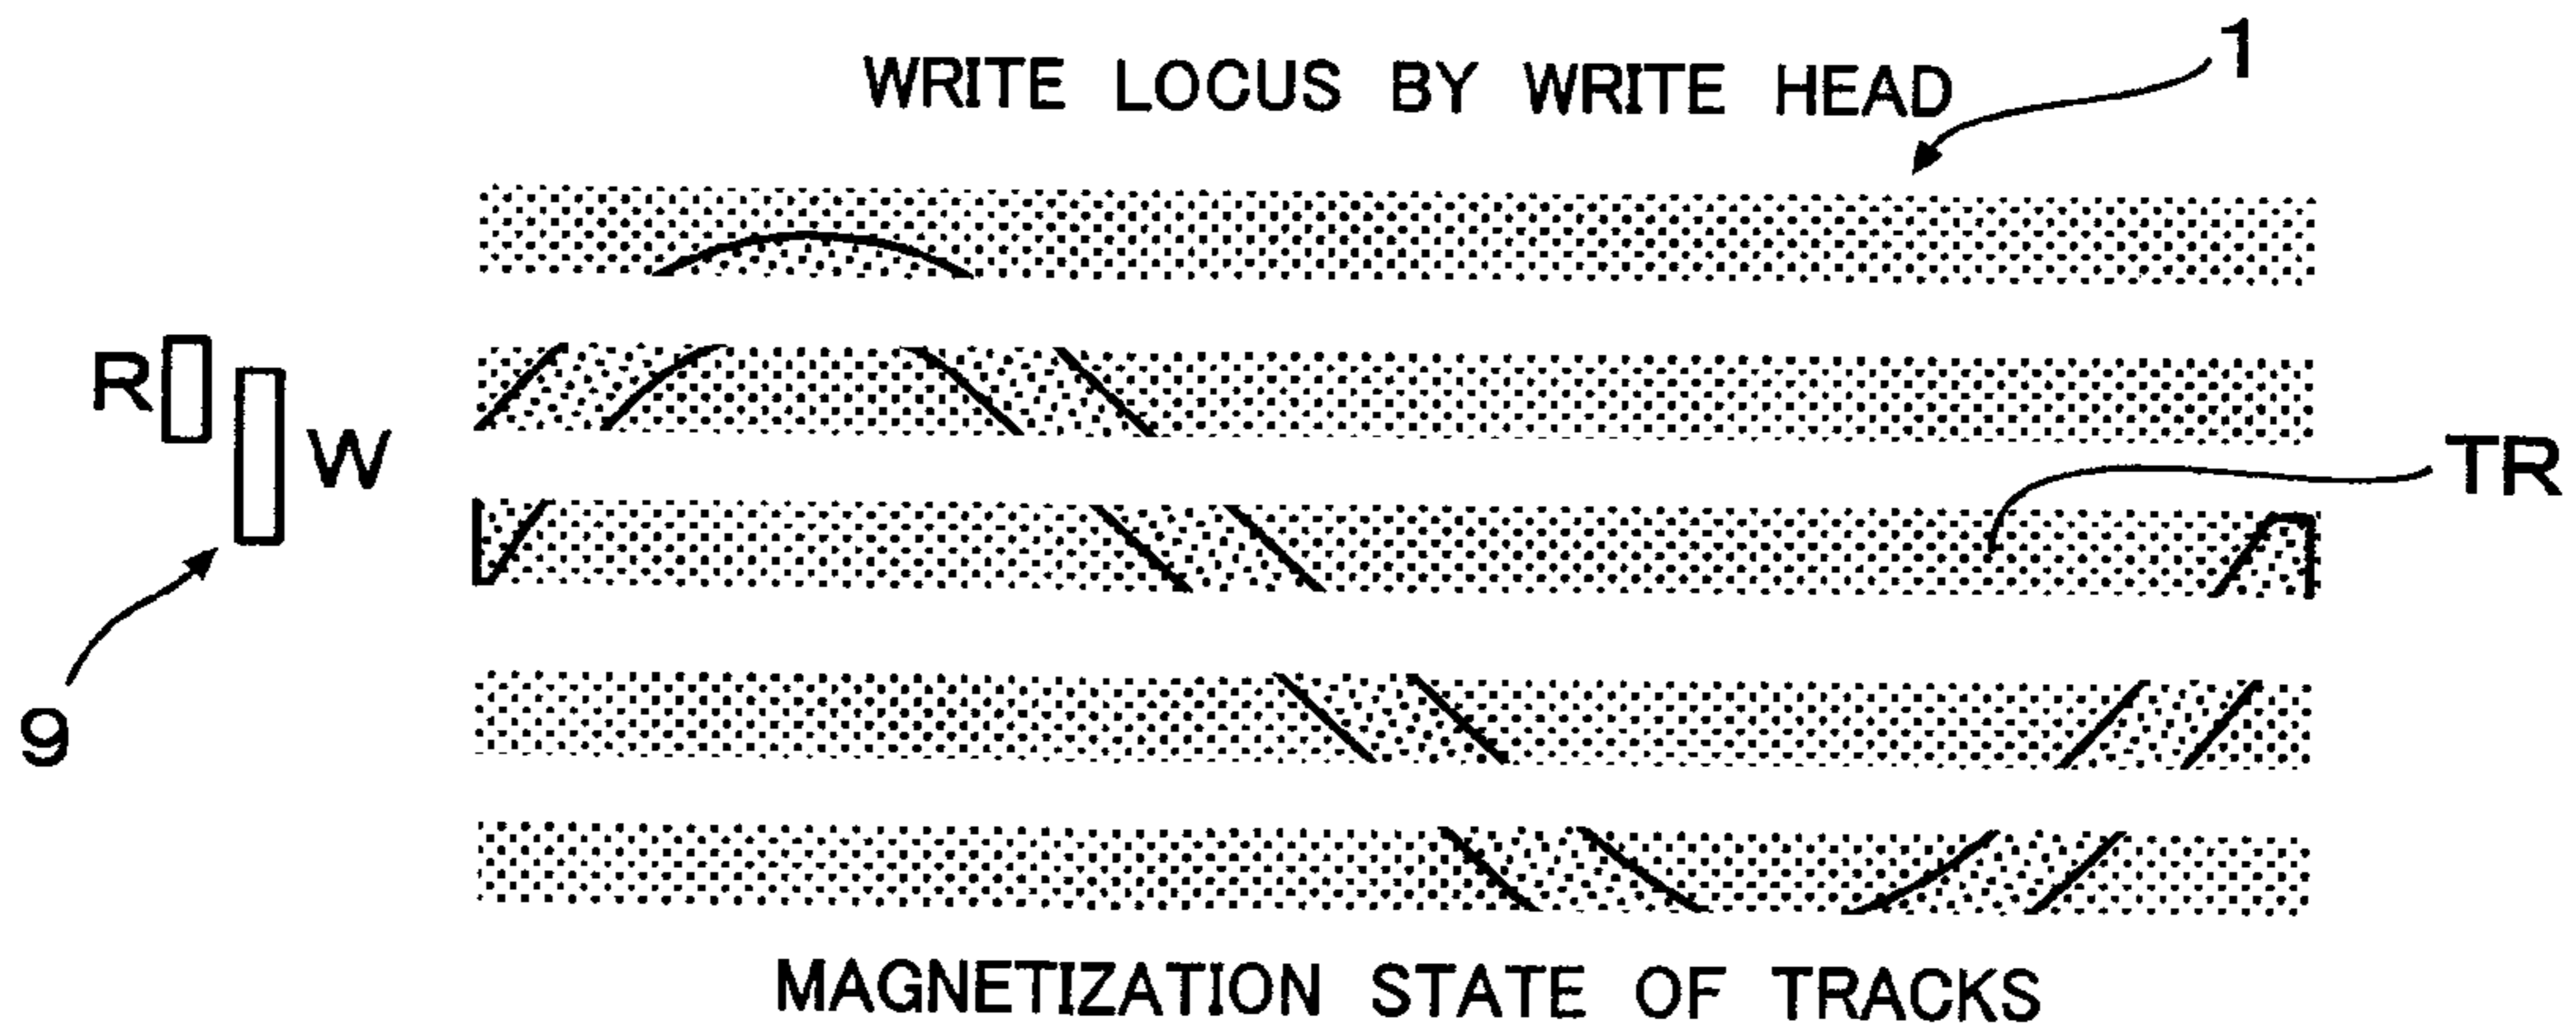 WRITE LOCUS BY WRITE HEAD
1
R
W
TR
9
MAGNETIZATION STATE OF TRACKS